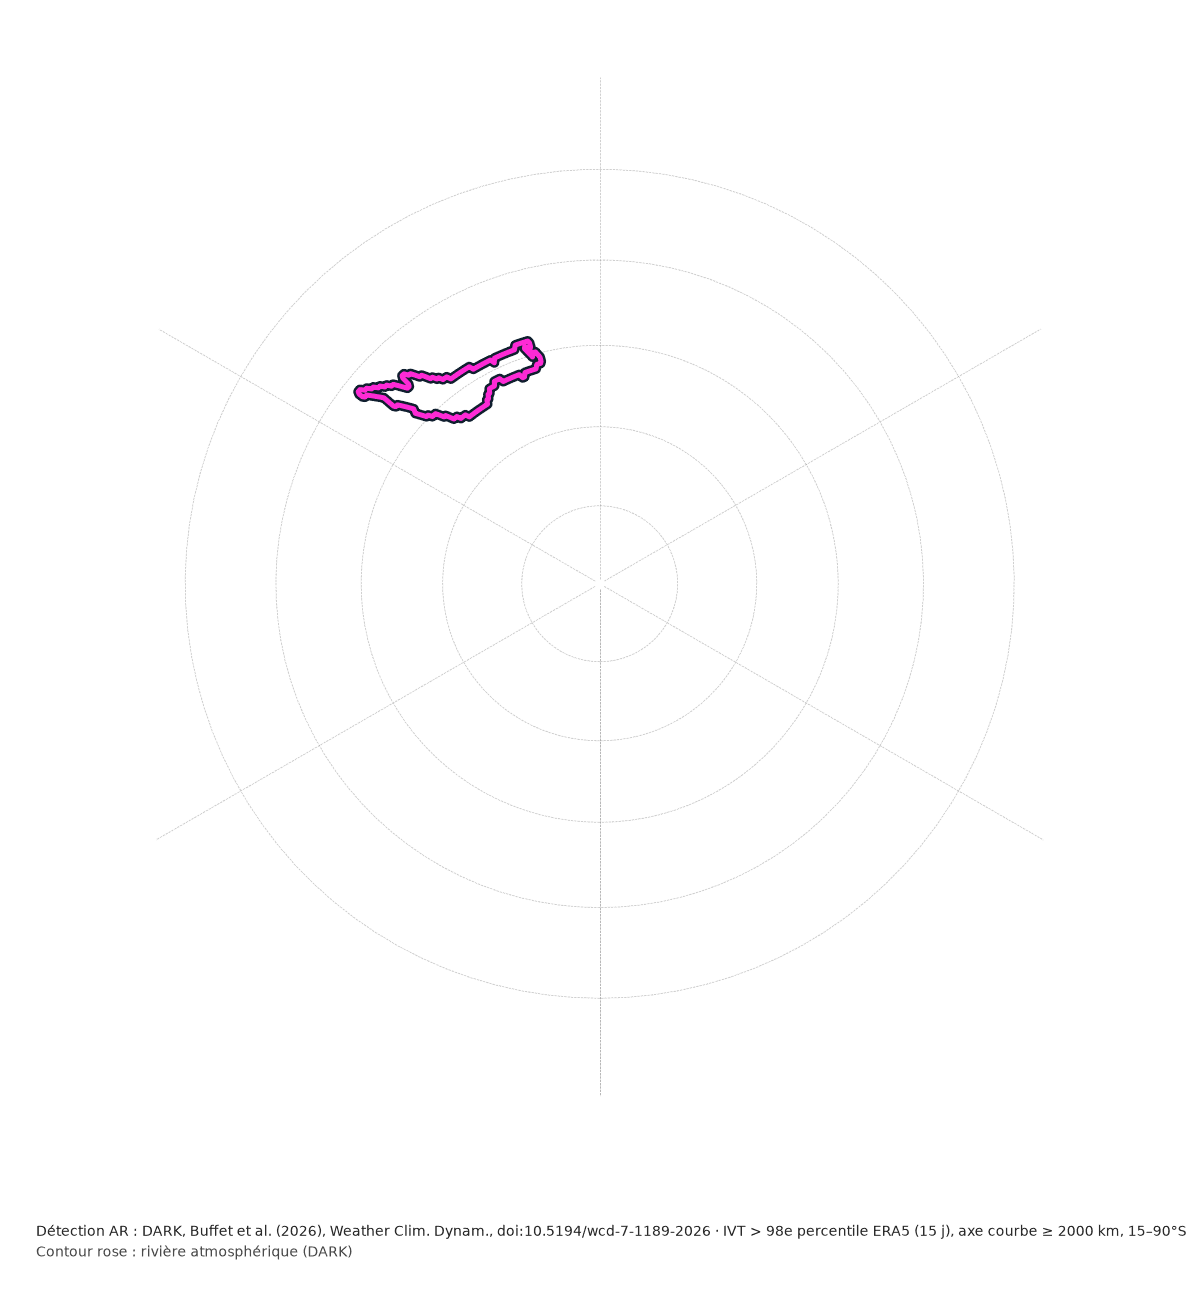 Détection AR : DARK, Buffet et al. (2026), Weather Clim. Dynam., doi:10.5194/wcd-7-1189-2026 · IVT > 98e percentile ERA5 (15 j), axe courbe ≥ 2000 km, 15–90°S
Contour rose : rivière atmosphérique (DARK)